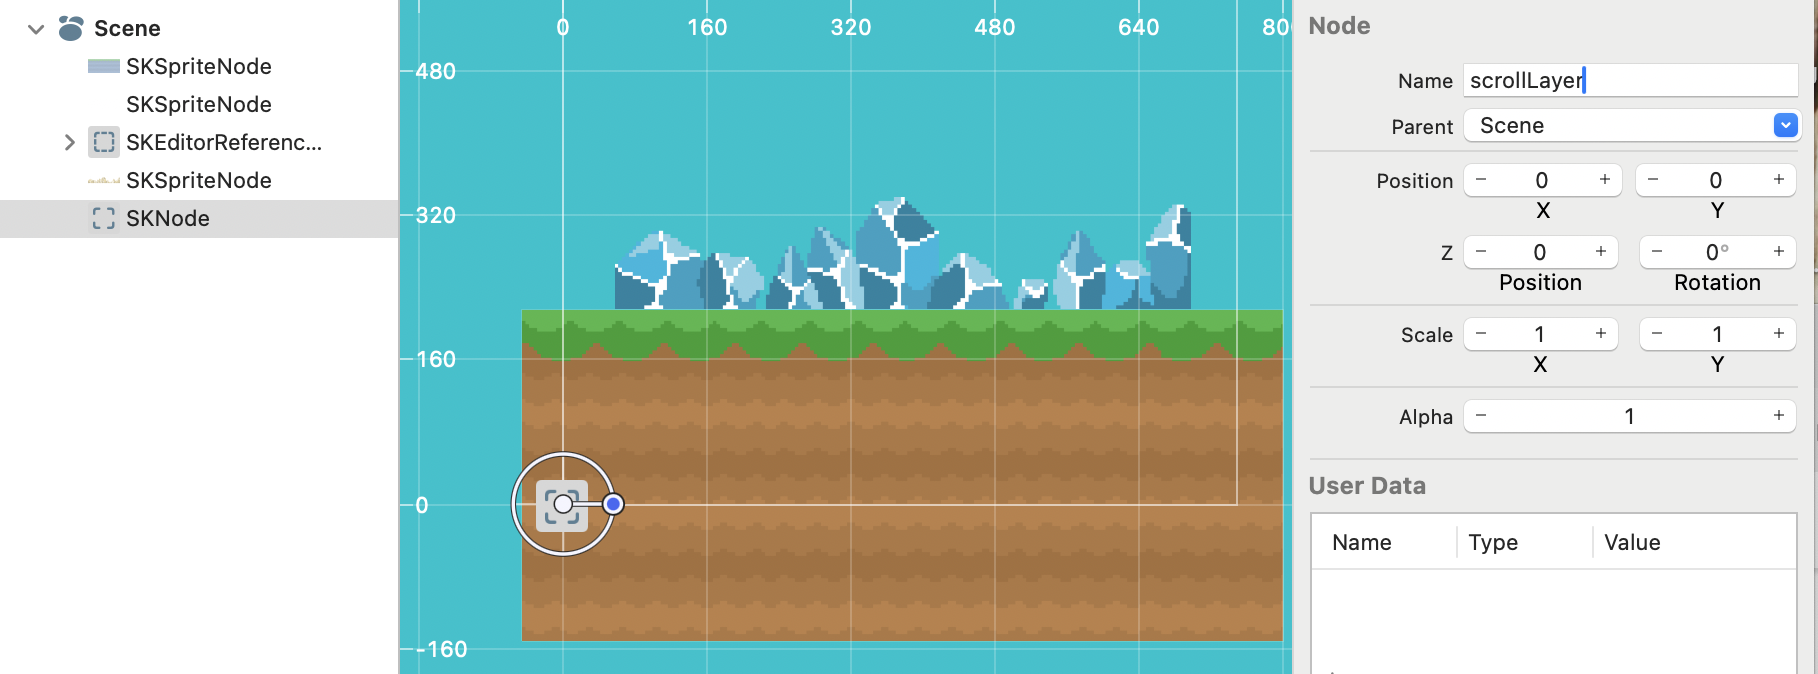 Scene
SKSpriteNode
SKSpriteNode
SKEditorReferenc...
SKSpriteNode
SKNode
0 160 320 480 640
480
320
160
0
-160
Node
Name scrollLayer
Parent Scene
Position − 0 + − 0 +
X Y
Z − 0 + − 0° +
Position Rotation
Scale − 1 + − 1 +
X Y
Alpha − 1 +
User Data
Name Type Value